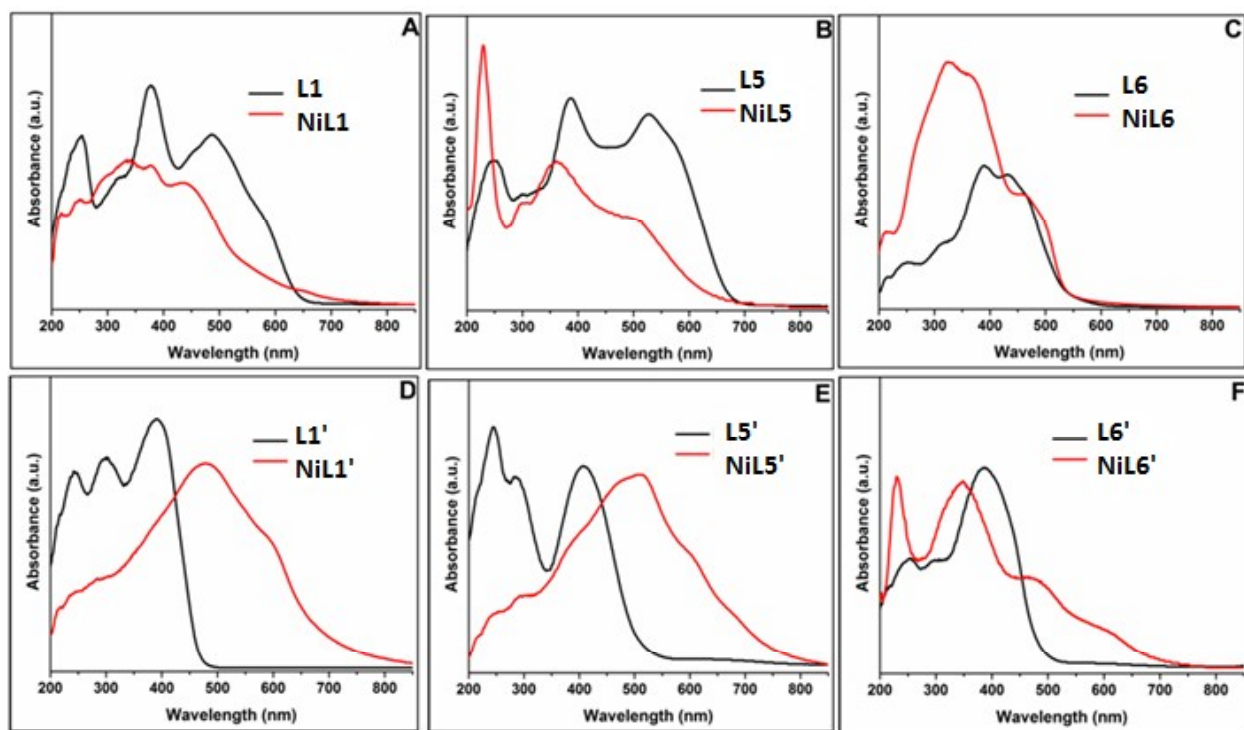 A
L1
NiL1
Absorbance (a.u.)
200 300 400 500 600 700 800
Wavelength (nm)
B
L5
NiL5
Absorbance (a.u.)
200 300 400 500 600 700 800
Wavelength (nm)
C
L6
NiL6
Absorbance (a.u.)
200 300 400 500 600 700 800
Wavelength (nm)
D
L1'
NiL1'
Absorbance (a.u.)
200 300 400 500 600 700 800
Wavelength (nm)
E
L5'
NiL5'
Absorbance (a.u.)
200 300 400 500 600 700 800
Wavelength (nm)
F
L6'
NiL6'
Absorbance (a.u.)
200 300 400 500 600 700 800
Wavelength (nm)